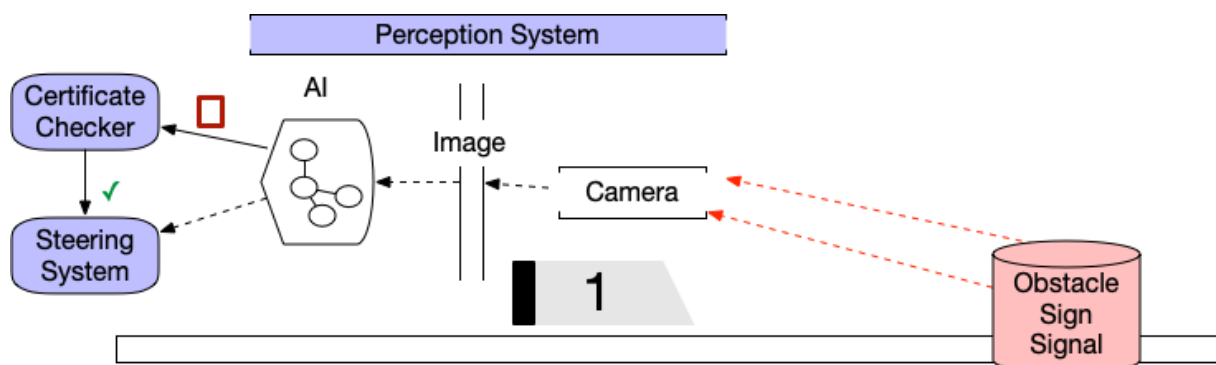 Perception System
AI
Certificate
Checker
Image
Camera
✓
Steering
System
1
Obstacle
Sign
Signal